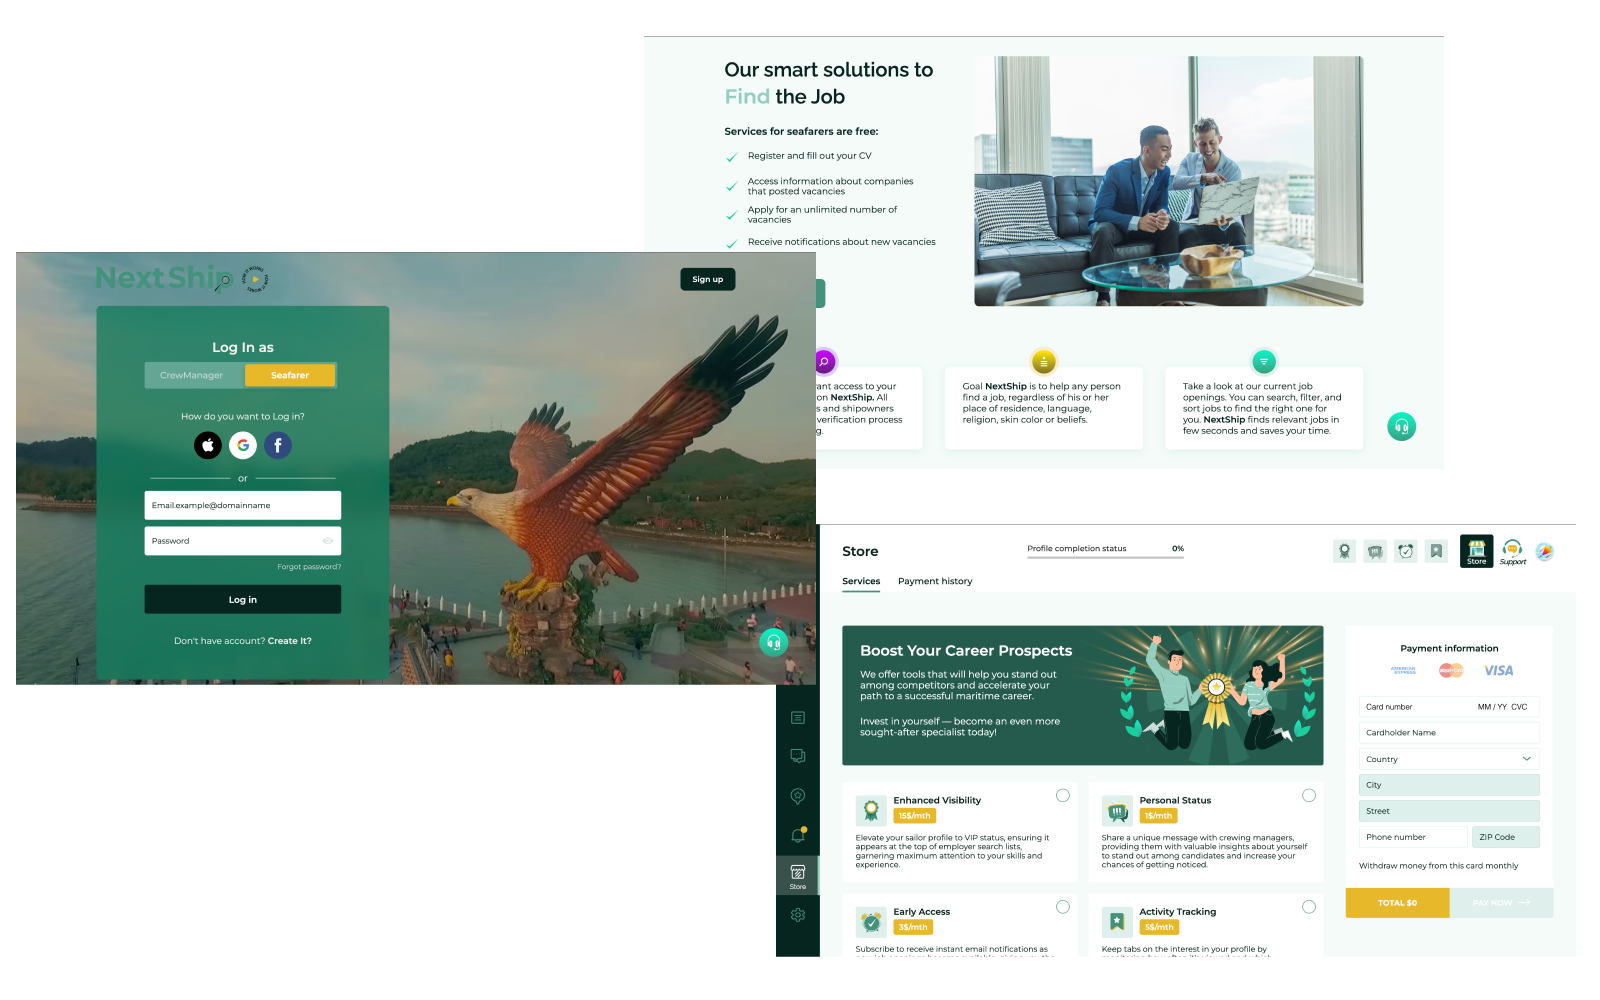 Our smart solutions to
Find the Job
Services for seafarers are free:
Register and fill out your CV
Access information about companies
that posted vacancies
Apply for an unlimited number of
vacancies
Receive notifications about new vacancies
access to your
on NextShip. All
and shipowners
verification process
Goal NextShip is to help any person
find a job, regardless of his or her
place of residence, language,
religion, skin color or beliefs.
Take a look at our current job
openings. You can search, filter, and
sort jobs to find the right one for
you. NextShip finds relevant jobs in
few seconds and saves your time.
NextShip
HOW IT WORKS
HOW IT WORKS
Sign up
Log In as
CrewManager
Seafarer
How do you want to Log in?
or
Email.example@domainname
Password
Forgot password?
Log in
Don't have account? Create It?
Store
Profile completion status 0%
Store
Support
Services
Payment history
Boost Your Career Prospects
We offer tools that will help you stand out
among competitors and accelerate your
path to a successful maritime career.
Invest in yourself — become an even more
sought-after specialist today!
Enhanced Visibility
15$/mth
Elevate your sailor profile to VIP status, ensuring it
appears at the top of employer search lists,
garnering maximum attention to your skills and
experience.
Personal Status
1$/mth
Share a unique message with crewing managers,
providing them with valuable insights about yourself
to stand out among candidates and increase your
chances of getting noticed.
Early Access
3$/mth
Subscribe to receive instant email notifications as
Activity Tracking
5$/mth
Keep tabs on the interest in your profile by
Payment information
AMERICAN
EXPRESS
VISA
Card number MM / YY CVC
Cardholder Name
Country
City
Street
Phone number
ZIP Code
Withdraw money from this card monthly
TOTAL $0
PAY NOW
Store